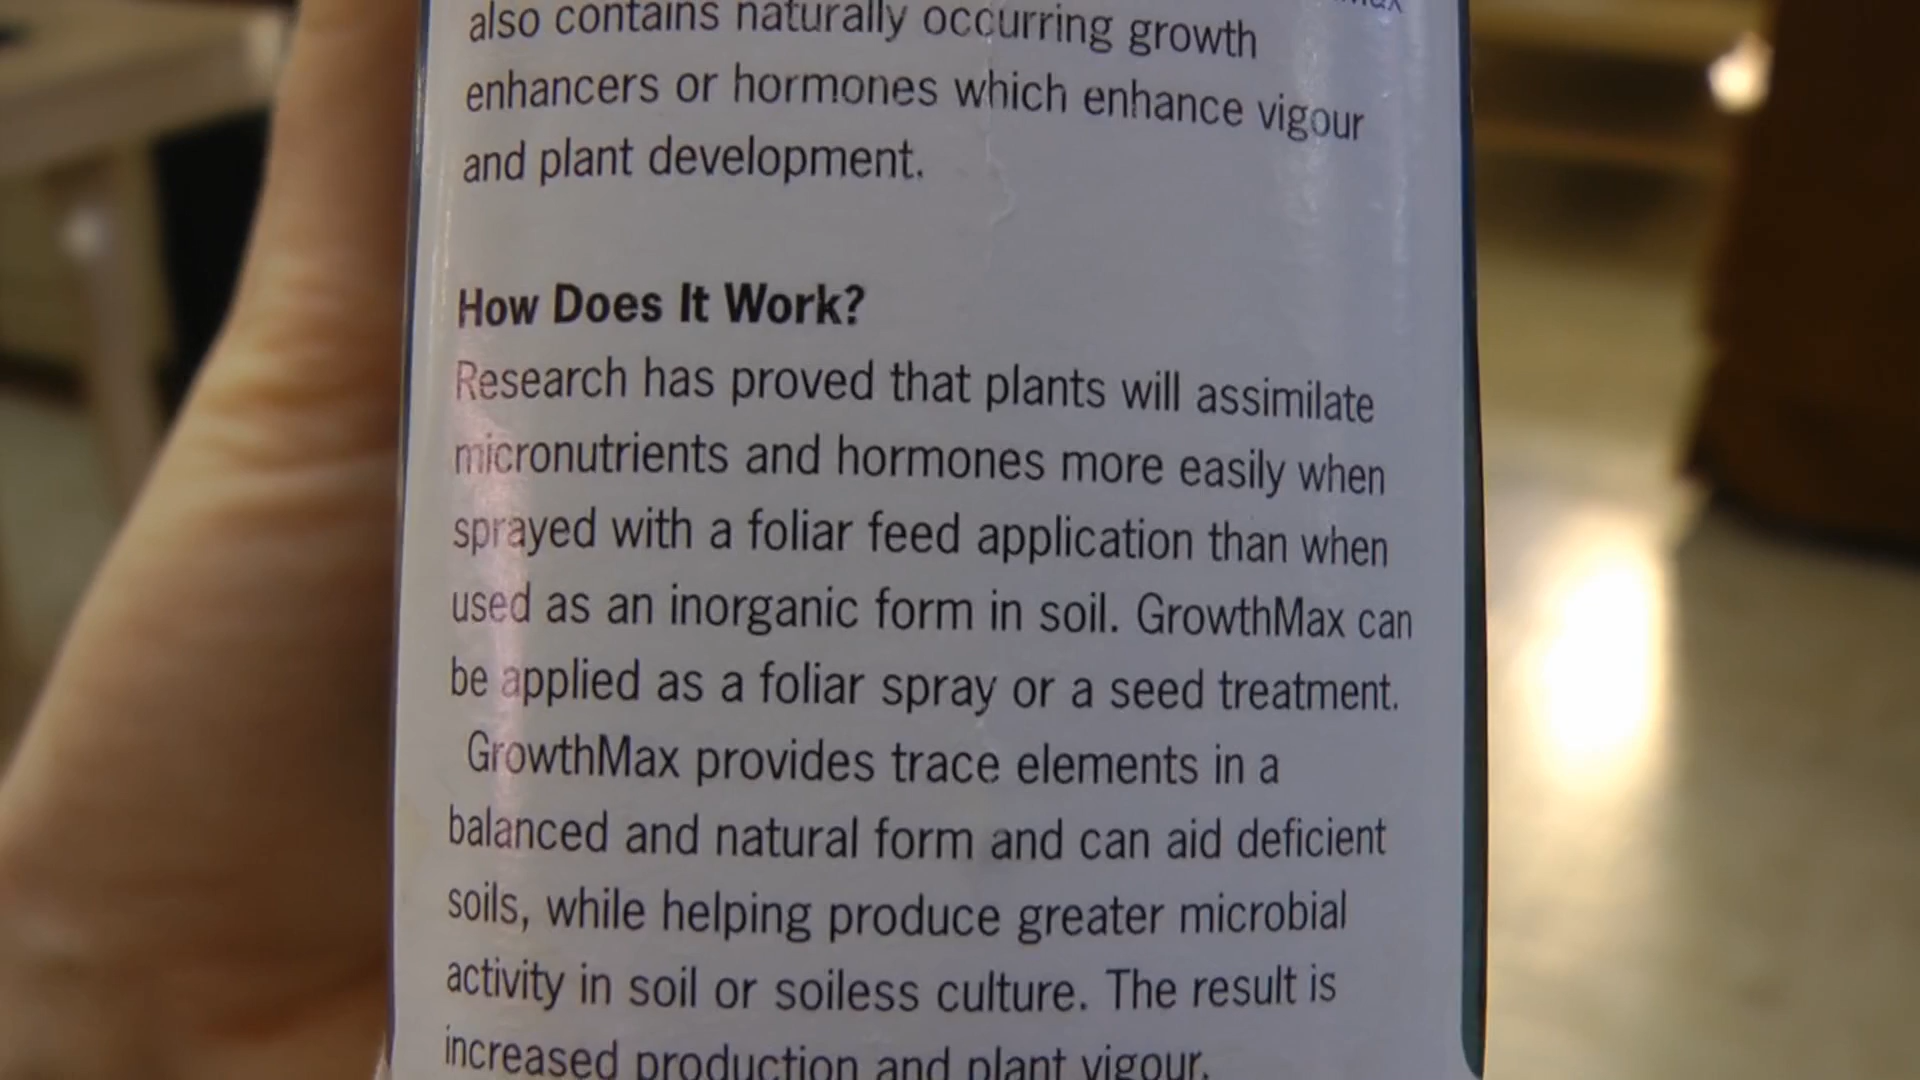 also contains naturally occurring growth
enhancers or hormones which enhance vigour
and plant development.
How Does It Work?
Research has proved that plants will assimilate
micronutrients and hormones more easily when
sprayed with a foliar feed application than when
used as an inorganic form in soil. GrowthMax can
be applied as a foliar spray or a seed treatment.
GrowthMax provides trace elements in a
balanced and natural form and can aid deficient
soils, while helping produce greater microbial
activity in soil or soiless culture. The result is
increased production and plant vigour.